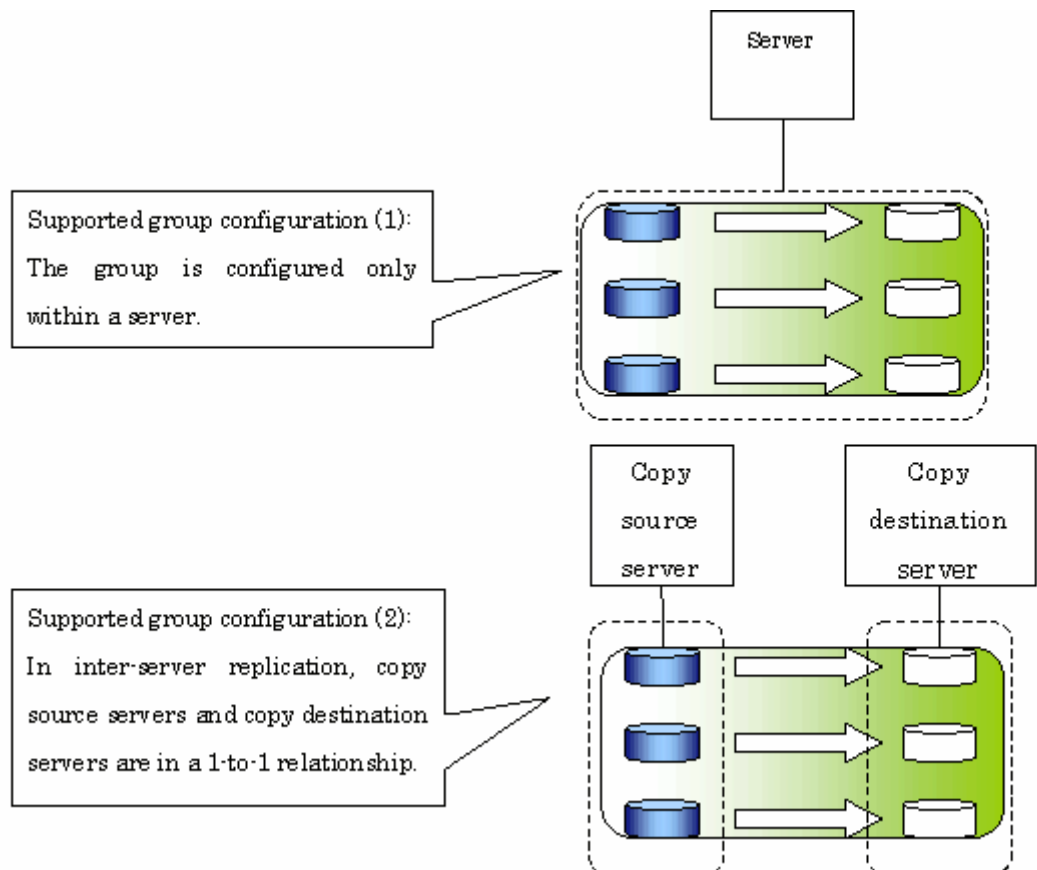 Server
Supported group configuration (1):
The group is configured only
within a server.
Copy
source
server
Copy
destination
server
Supported group configuration (2):
In inter-server replication, copy
source servers and copy destination
servers are in a 1-to-1 relationship.